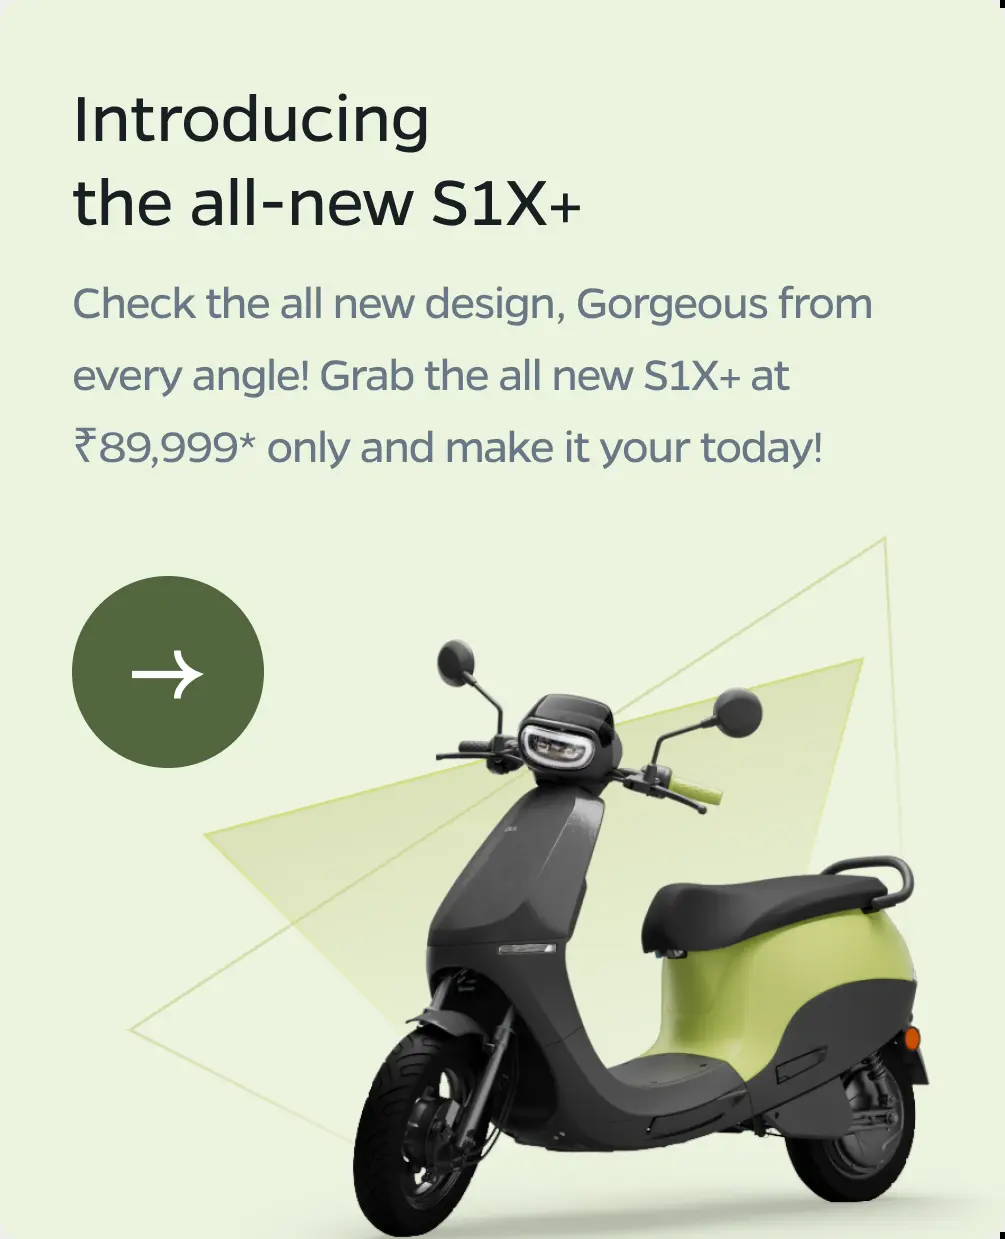 Introducing
the all-new S1X+
Check the all new design, Gorgeous from
every angle! Grab the all new S1X+ at
₹89,999* only and make it your today!